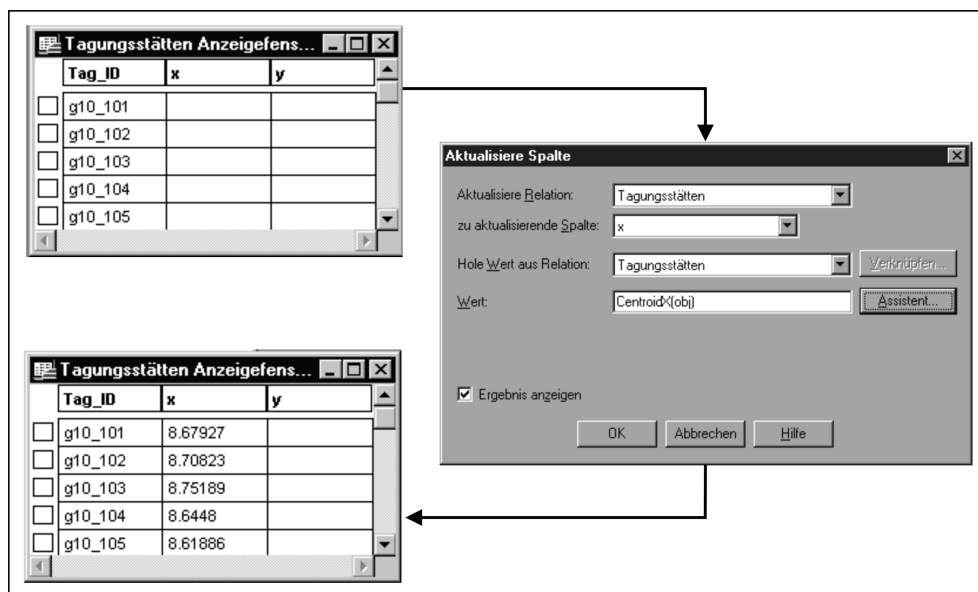 Tagungsstätten Anzeigefens...
Tag_ID x y
g10_101
g10_102
g10_103
g10_104
g10_105
Aktualisiere Spalte
Aktualisiere Relation: Tagungsstätten
zu aktualisierende Spalte: x
Hole Wert aus Relation: Tagungsstätten Verknüpfen...
Wert: CentroidX(obj) Assistent...
Ergebnis anzeigen
OK Abbrechen Hilfe
Tagungsstätten Anzeigefens...
Tag_ID x y
g10_101 8.67927
g10_102 8.70823
g10_103 8.75189
g10_104 8.6448
g10_105 8.61886